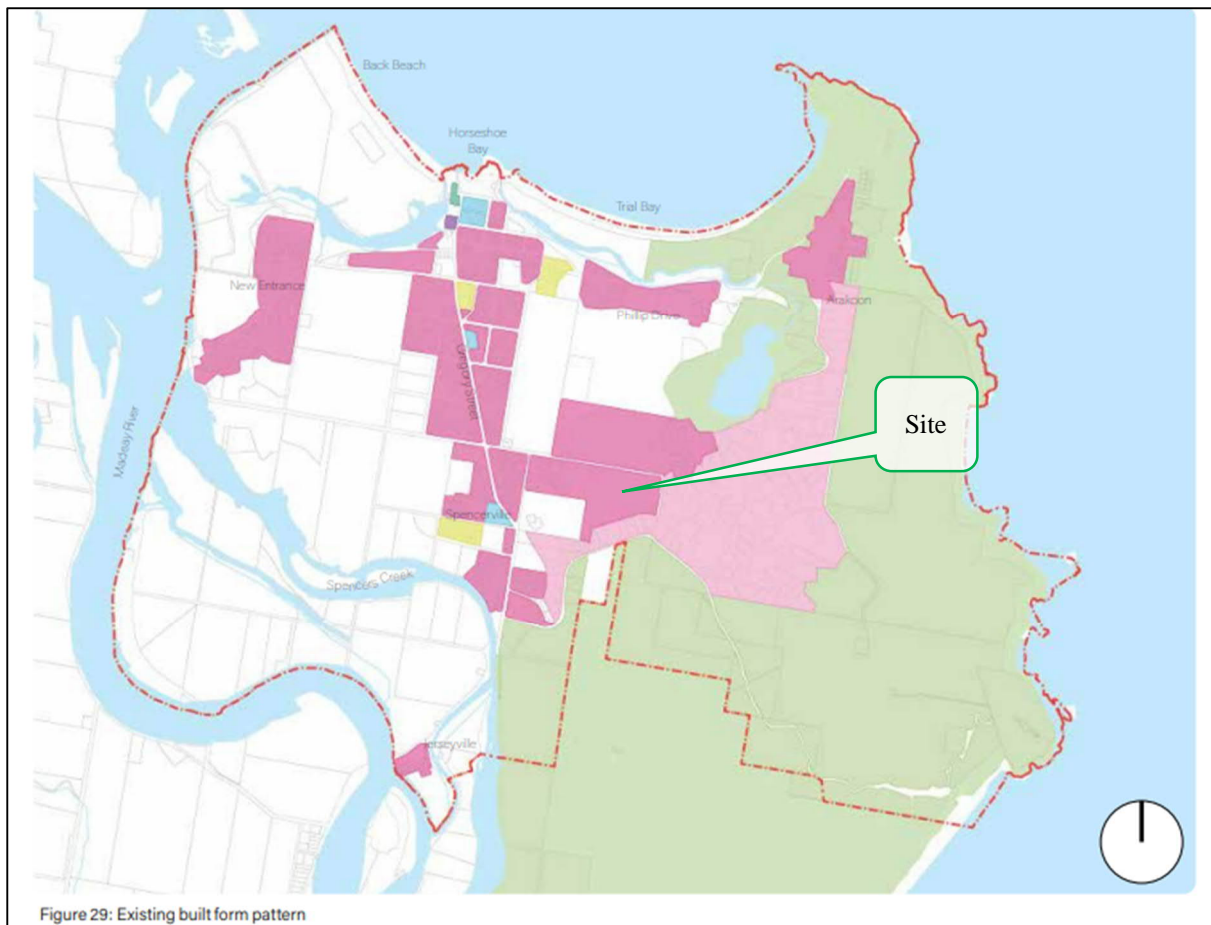 Back Beach
Horseshoe
Bay
Trial Bay
New Entrance
Arakoon
Phillip Drive
Gregory Street
Site
Macleay River
Spencerville
Spencers Creek
Jerseyville
Figure 29: Existing built form pattern